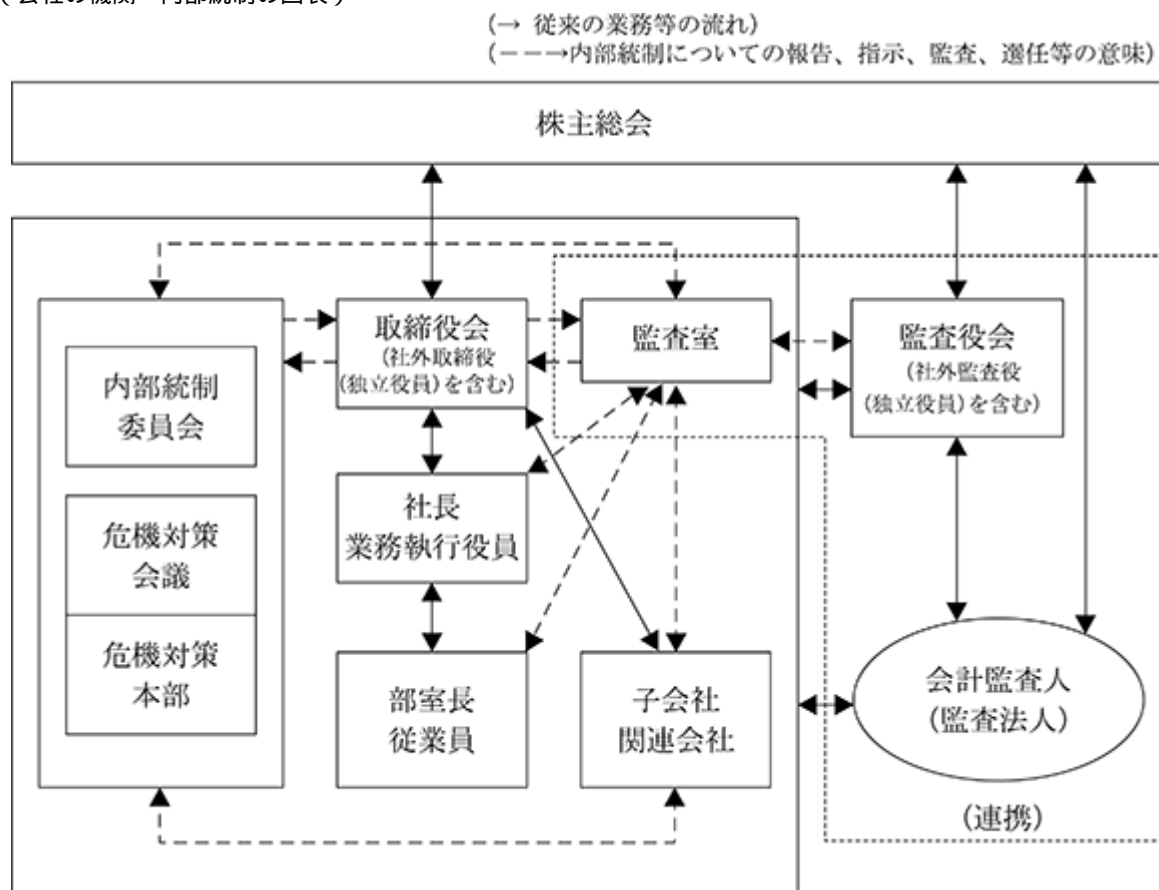 (会社の機関・内部統制の図表)
(→ 従来の業務等の流れ)
(－－→内部統制についての報告、指示、監査、選任等の意味)
株主総会
取締役会
(社外取締役
(独立役員)を含む)
監査室
監査役会
(社外監査役
(独立役員)を含む)
内部統制
委員会
社長
業務執行役員
危機対策
会議
危機対策
本部
部室長
従業員
子会社
関連会社
会計監査人
(監査法人)
(連携)